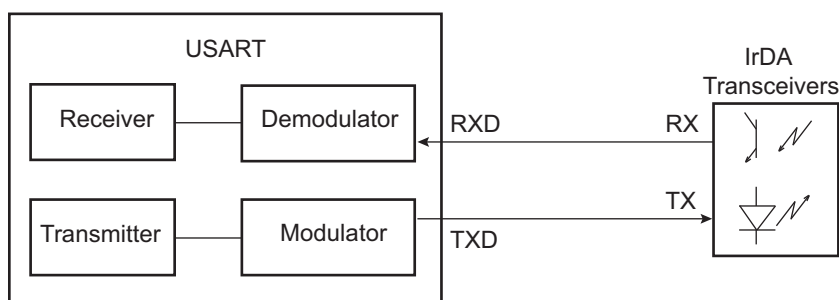 USART
IrDA
Transceivers
Receiver
Demodulator
RXD
RX
Transmitter
Modulator
TXD
TX